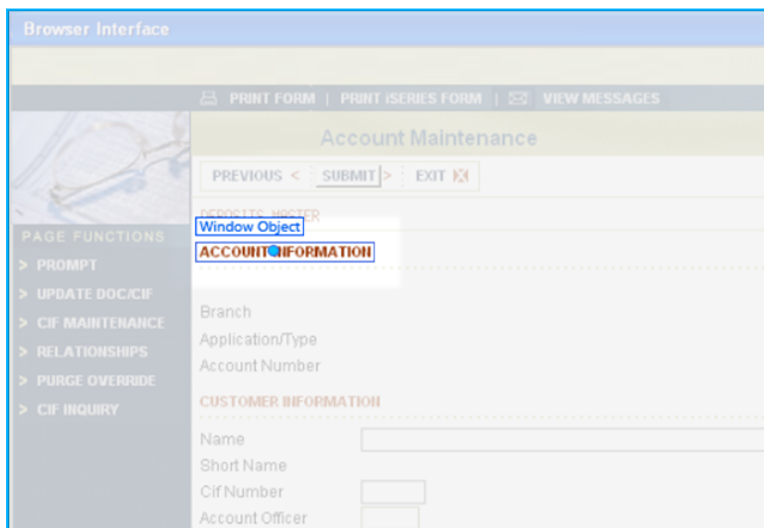 Browser Interface
PRINT FORM | PRINT iSERIES FORM | VIEW MESSAGES
Account Maintenance
PREVIOUS < SUBMIT > EXIT
DEPOSITS MASTER
Window Object
ACCOUNT INFORMATION
PAGE FUNCTIONS
> PROMPT
> UPDATE DOC/CIF
> CIF MAINTENANCE
> RELATIONSHIPS
> PURGE OVERRIDE
> CIF INQUIRY
Branch
Application/Type
Account Number
CUSTOMER INFORMATION
Name
Short Name
Cif Number
Account Officer